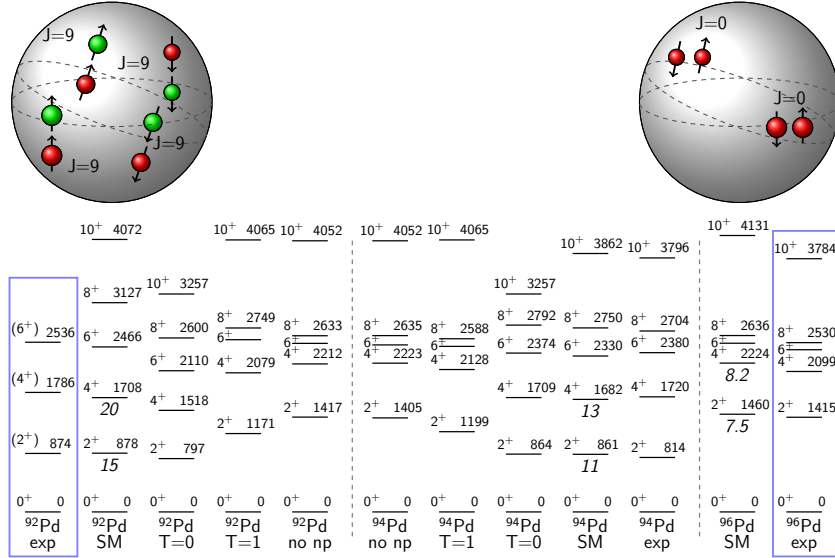 J=9
J=9
J=9
J=9
J=0
J=0
10+ 4072
8+ 3127
6+ 2466
4+ 1708
20
2+ 878
15
0+ 0
92Pd
SM
(6+) 2536
(4+) 1786
(2+) 874
0+ 0
92Pd
exp
10+ 3257
8+ 2600
6+ 2110
4+ 1518
2+ 797
0+ 0
92Pd
T=0
10+ 4065
8+ 2749
6+
4+ 2079
2+ 1171
0+ 0
92Pd
T=1
10+ 4052
8+ 2633
6+
4+ 2212
2+ 1417
0+ 0
92Pd
no np
10+ 4052
8+ 2635
6+
4+ 2223
2+ 1405
0+ 0
94Pd
no np
10+ 4065
8+ 2588
6+
4+ 2128
2+ 1199
0+ 0
94Pd
T=1
10+ 3257
8+ 2792
6+ 2374
4+ 1709
2+ 864
0+ 0
94Pd
T=0
10+ 3862
8+ 2750
6+ 2330
4+ 1682
13
2+ 861
11
0+ 0
94Pd
SM
10+ 3796
8+ 2704
6+ 2380
4+ 1720
2+ 814
0+ 0
94Pd
exp
10+ 4131
8+ 2636
6+
4+ 2224
8.2
2+ 1460
7.5
0+ 0
96Pd
SM
10+ 3784
8+ 2530
6+
4+ 2099
2+ 1415
0+ 0
96Pd
exp